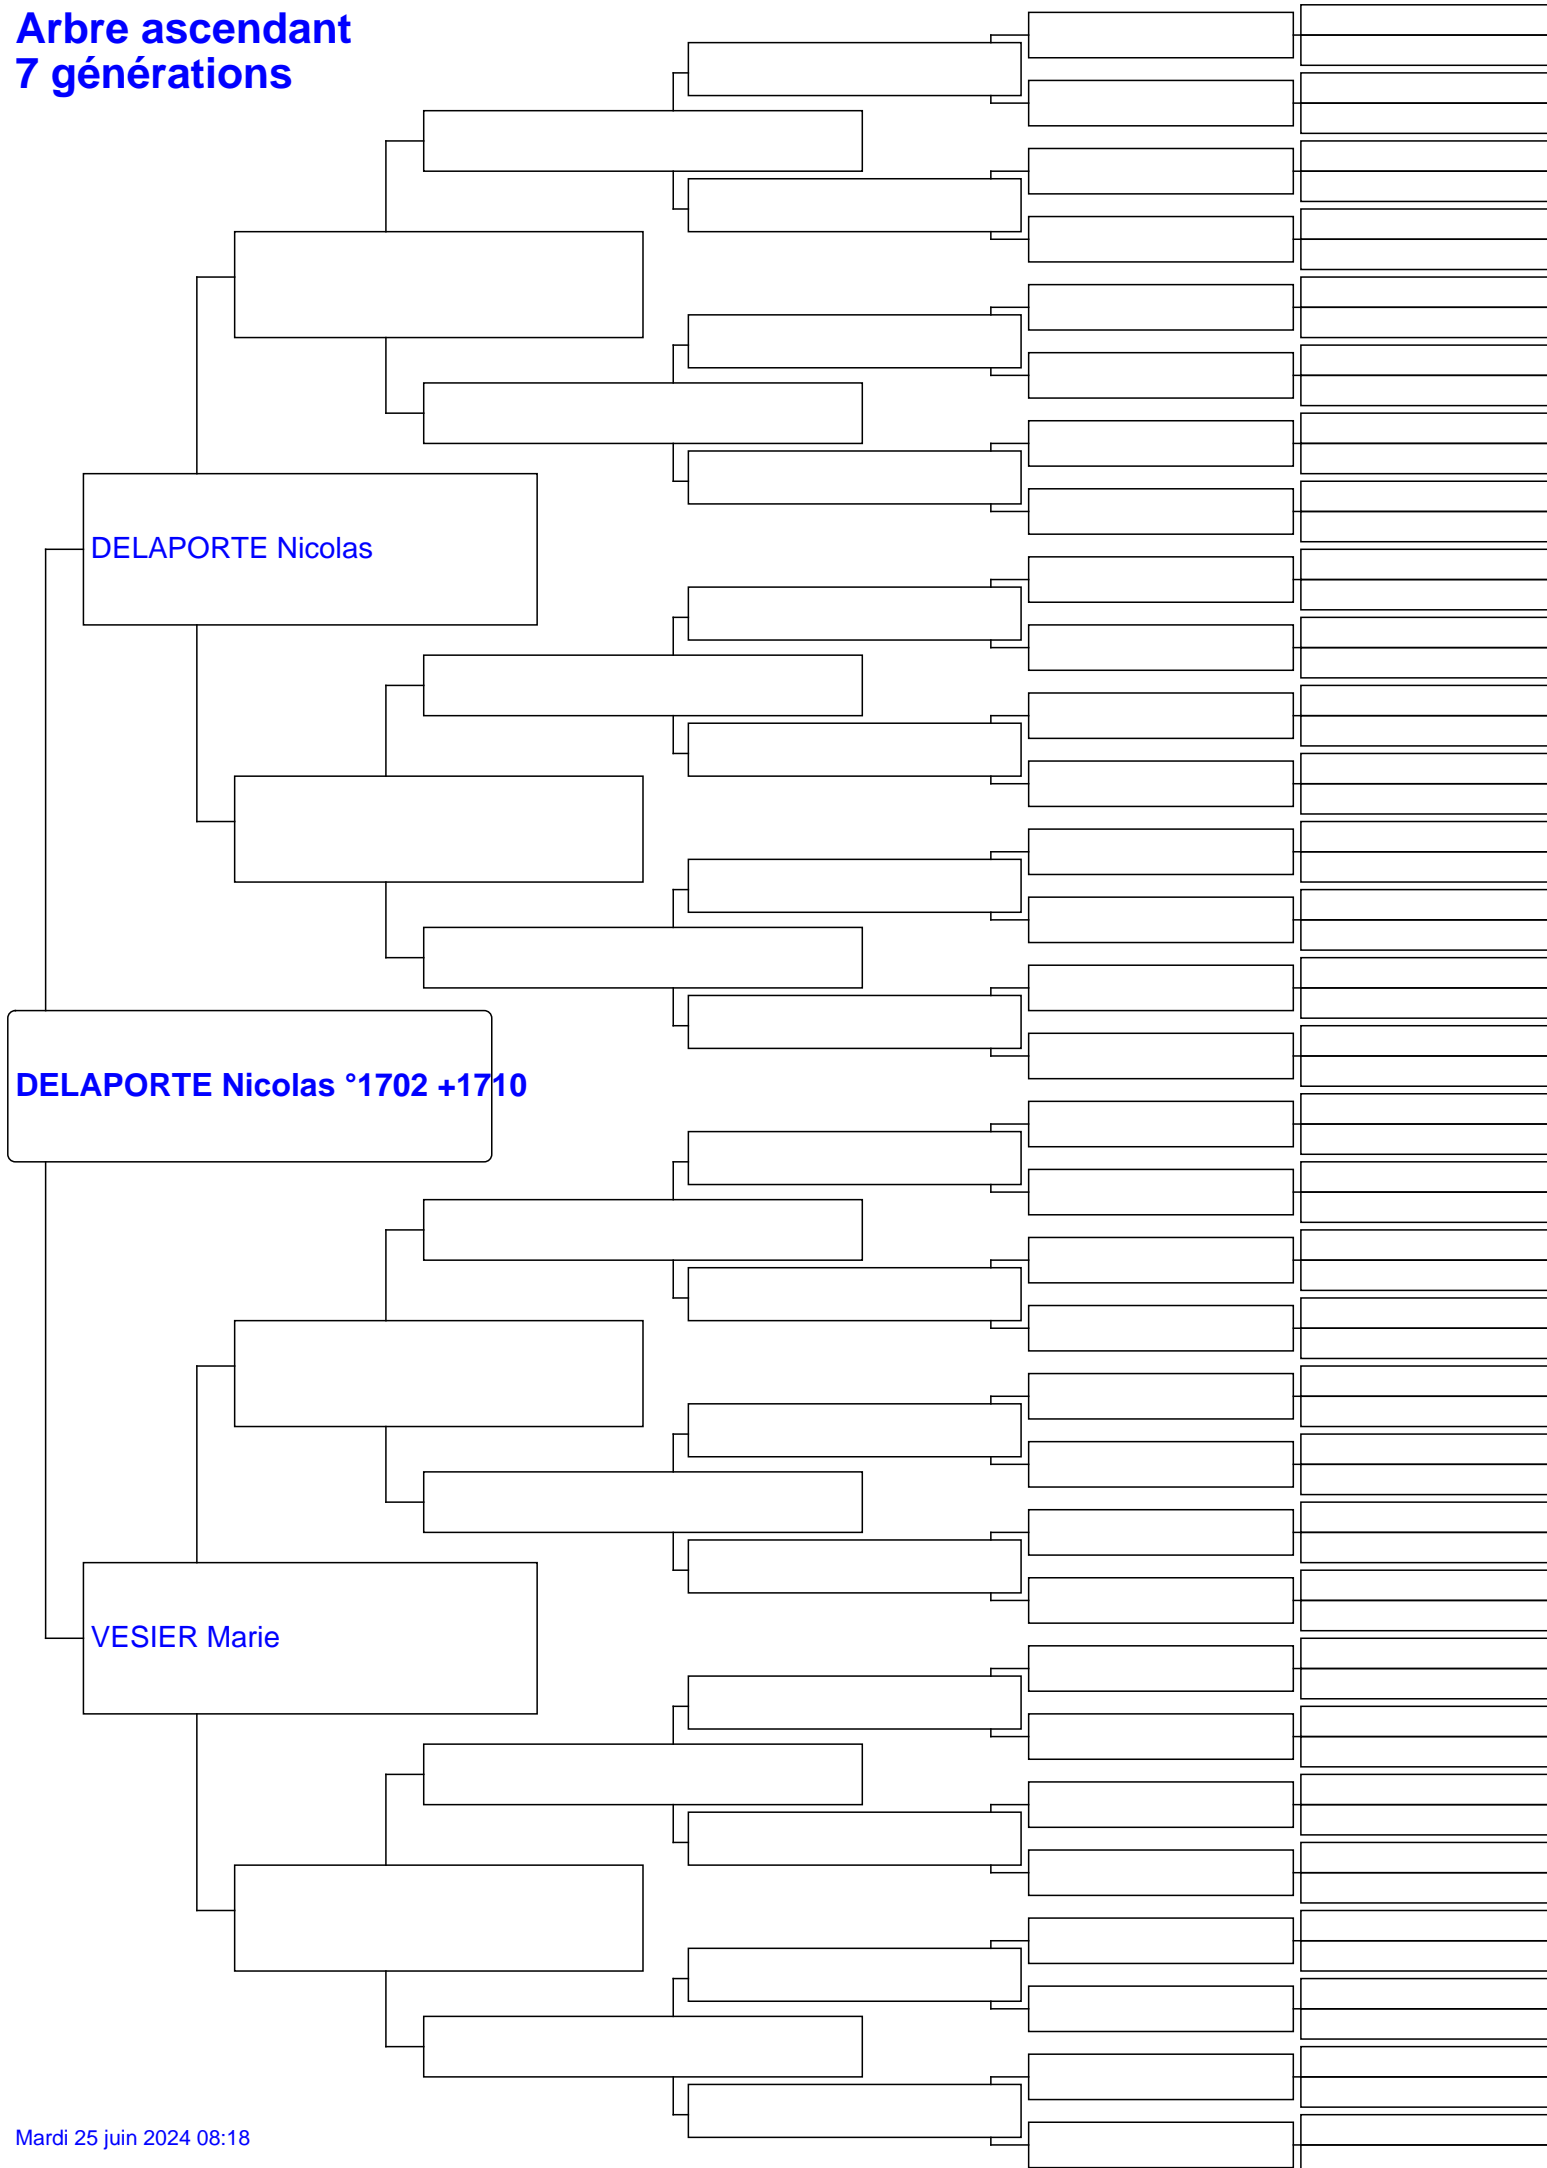 Arbre ascendant
7 générations
DELAPORTE Nicolas
DELAPORTE Nicolas °1702 +1710
VESIER Marie
Mardi 25 juin 2024 08:18